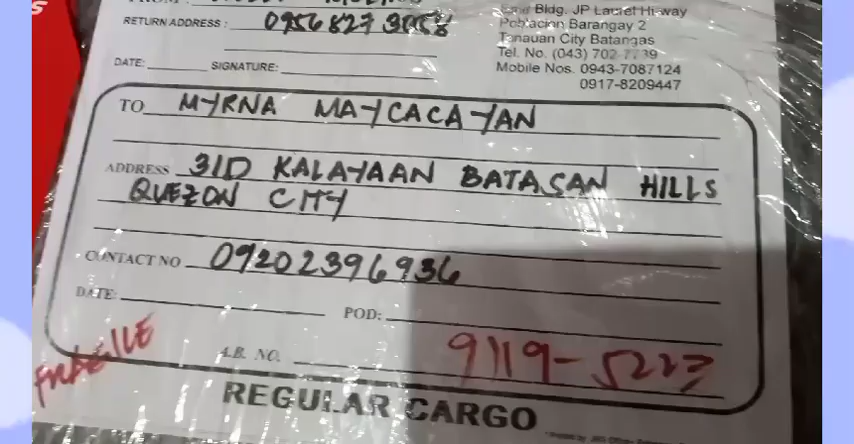 RETURN ADDRESS : 0956 827 3058
Bldg. JP Laurel Hi-way
Poblacion Barangay 2
Tanauan City Batangas
Tel. No. (043) 702-7739
Mobile Nos. 0943-7087124
0917-8209447
DATE: SIGNATURE:
TO MYRNA MAYCACAYAN
ADDRESS 31D KALAYAAN BATASAN HILLS
QUEZON CITY
CONTACT NO 09202396936
DATE:
POD:
FRAGILE
A.B. NO. 9119-5223
REGULAR CARGO